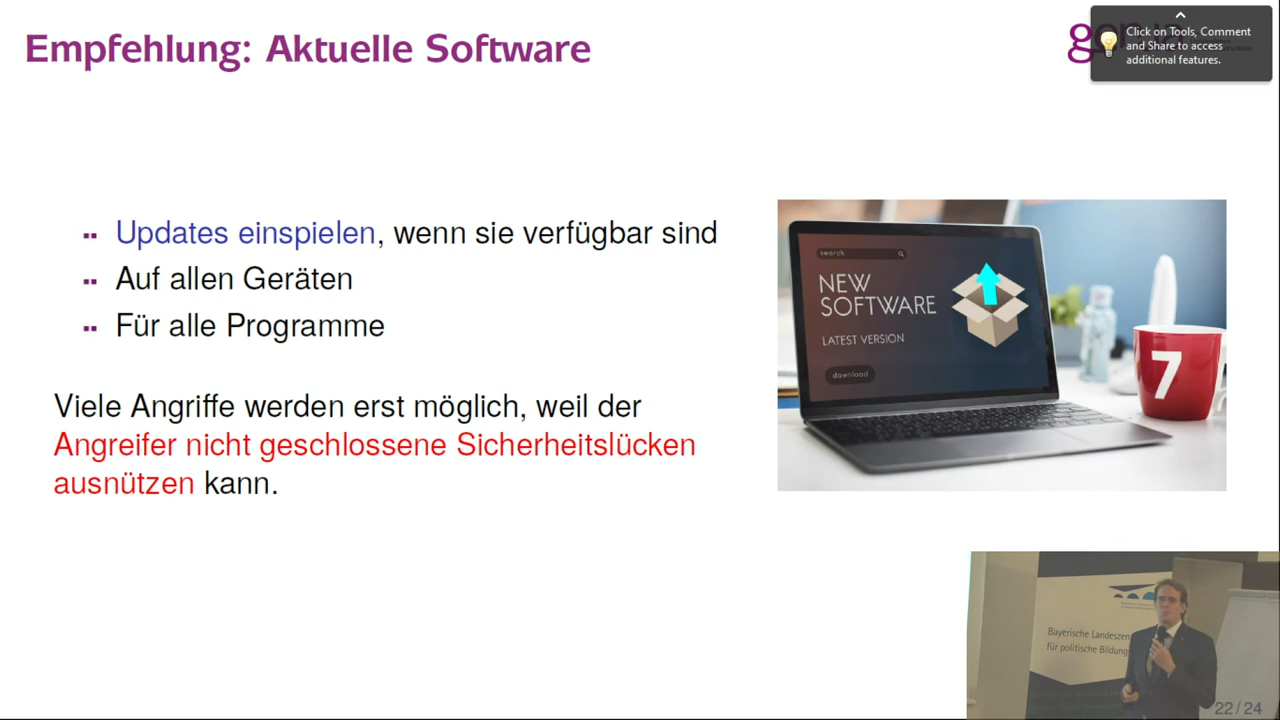 Empfehlung: Aktuelle Software
Click on Tools, Comment
and Share to access
additional features.
Updates einspielen, wenn sie verfügbar sind
Auf allen Geräten
Für alle Programme
Viele Angriffe werden erst möglich, weil der
Angreifer nicht geschlossene Sicherheitslücken
ausnützen kann.
search
NEW
SOFTWARE
LATEST VERSION
download
7
Bayerische Landeszen
für politische Bildung
22/24